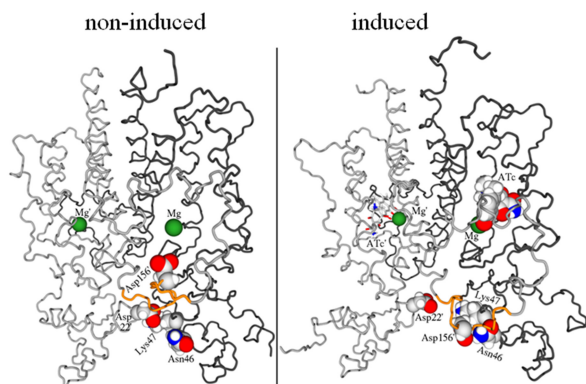 non-induced
induced
Mg'
Mg
Asp156'
Asp
22'
Lys47
Asn46
ATc
Mg'
Mg
ATc'
Lys47
Asp22'
Asp156'
Asn46